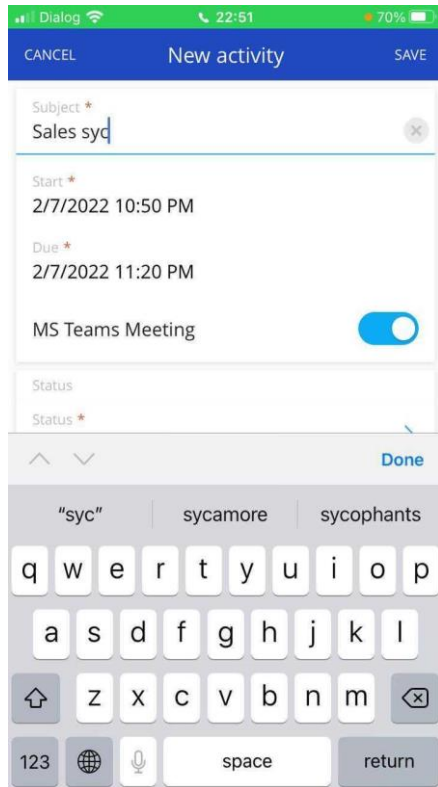 Dialog 22:51 70%
CANCEL New activity SAVE
Subject *
Sales syc
Start *
2/7/2022 10:50 PM
Due *
2/7/2022 11:20 PM
MS Teams Meeting
Status
Status *
Done
“syc” sycamore sycophants
q w e r t y u i o p
a s d f g h j k l
z x c v b n m
123 space return